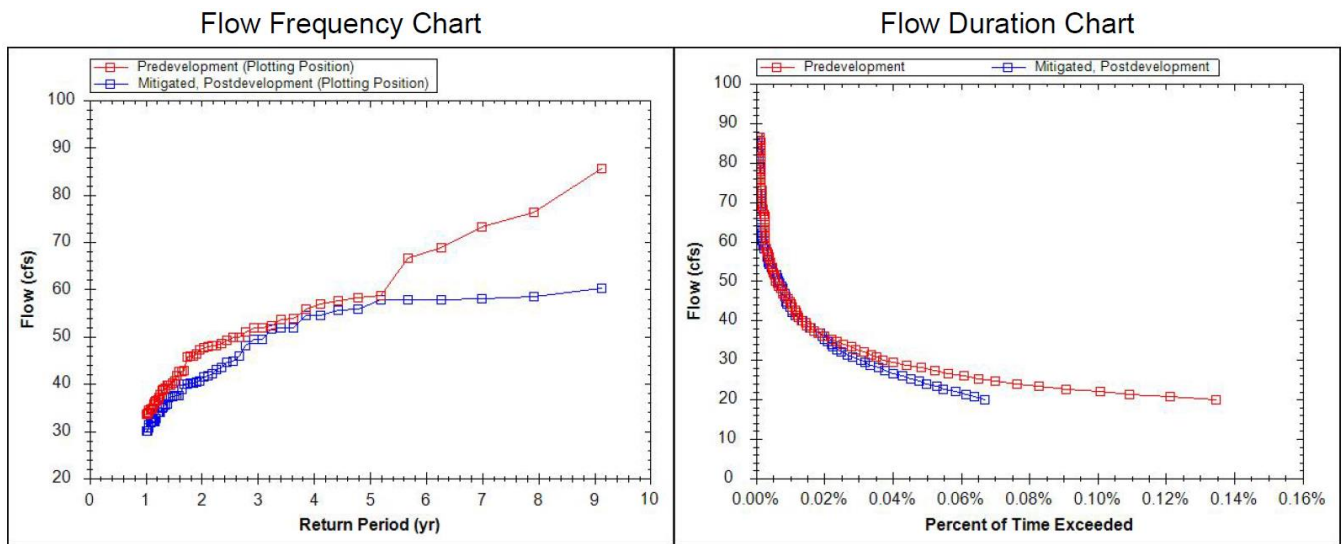 Flow Frequency Chart
Predevelopment (Plotting Position)
Mitigated, Postdevelopment (Plotting Position)
100
90
80
70
60
50
40
30
20
Flow (cfs)
0 1 2 3 4 5 6 7 8 9 10
Return Period (yr)
Flow Duration Chart
Predevelopment Mitigated, Postdevelopment
100
90
80
70
60
50
40
30
20
10
0
Flow (cfs)
0.00% 0.02% 0.04% 0.06% 0.08% 0.10% 0.12% 0.14% 0.16%
Percent of Time Exceeded